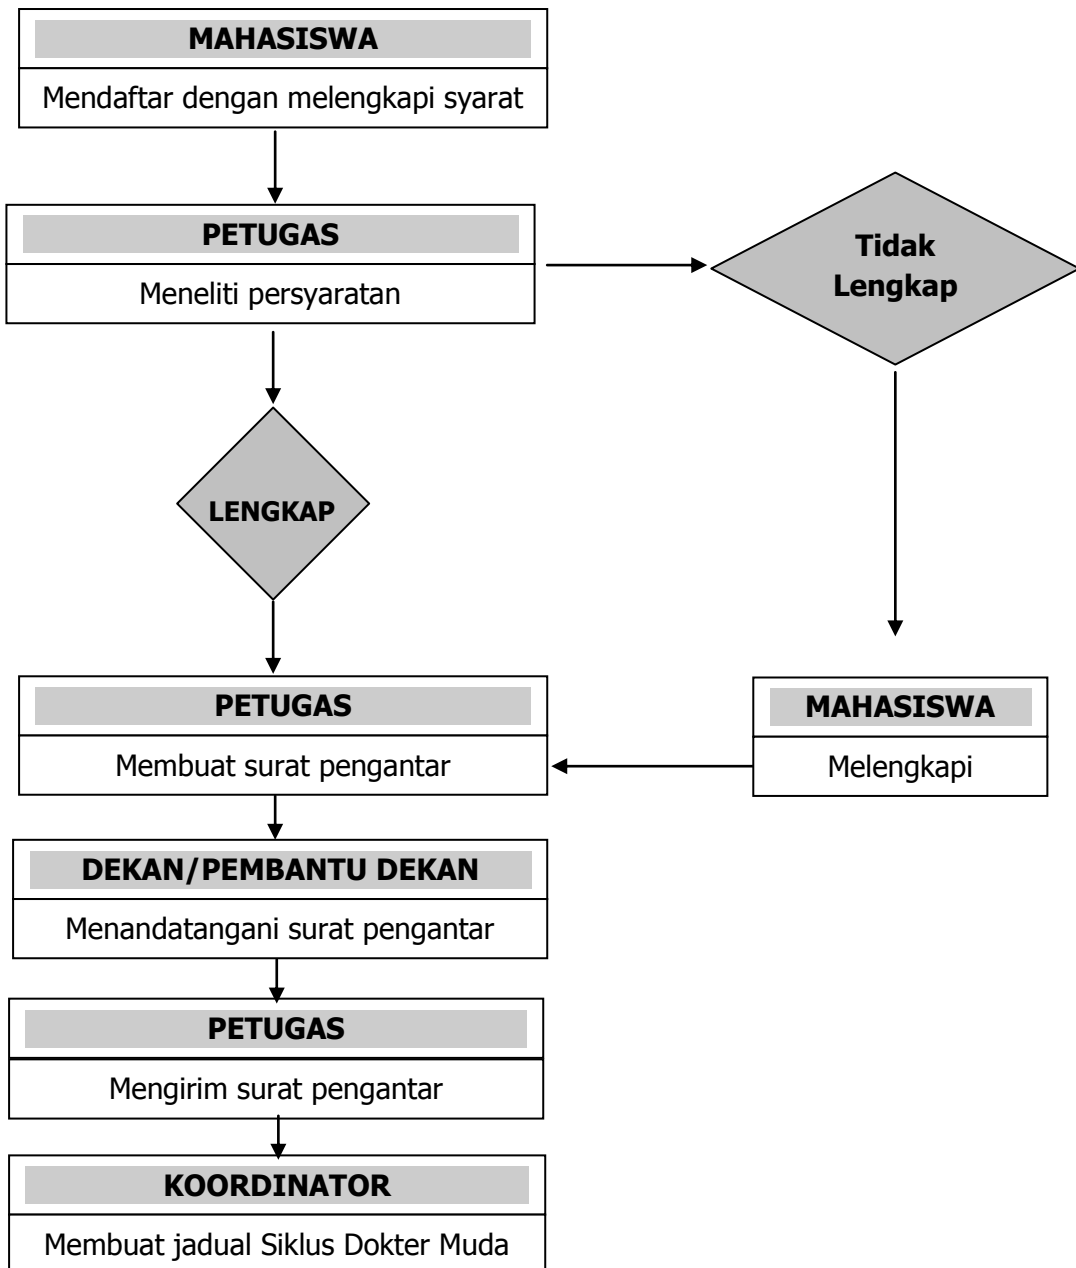 MAHASISWA
Mendaftar dengan melengkapi syarat
PETUGAS
Meneliti persyaratan
Tidak
Lengkap
LENGKAP
PETUGAS
Membuat surat pengantar
MAHASISWA
Melengkapi
DEKAN/PEMBANTU DEKAN
Menandatangani surat pengantar
PETUGAS
Mengirim surat pengantar
KOORDINATOR
Membuat jadual Siklus Dokter Muda